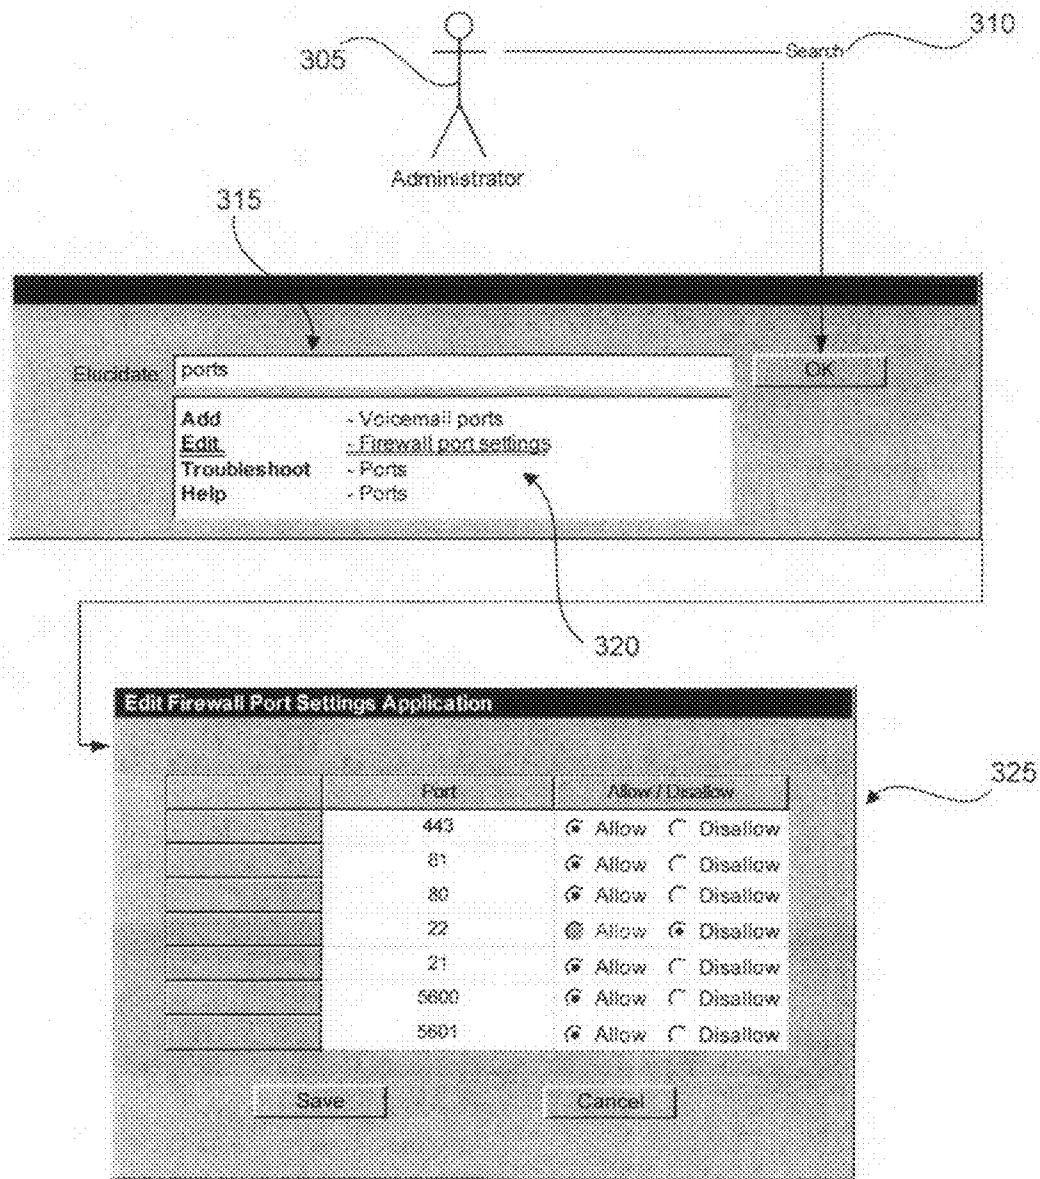 310
Search
305
Administrator
315
Elucidate: ports OK
Add - Voicemail ports
Edit - Firewall port settings
Troubleshoot - Ports
Help - Ports
320
Edit Firewall Port Settings Application
325
Port Allow / Disallow
443 Allow Disallow
81 Allow Disallow
80 Allow Disallow
22 Allow Disallow
21 Allow Disallow
5600 Allow Disallow
5601 Allow Disallow
Save Cancel